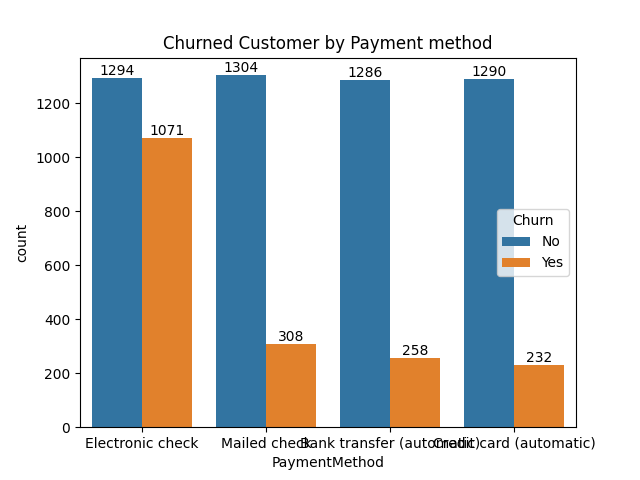 Churned Customer by Payment method
1294
1304
1286
1290
1071
308
258
232
1200
1000
800
600
400
200
0
count
Churn
No
Yes
Electronic check
Mailed check
Bank transfer (automatic)
Credit card (automatic)
PaymentMethod